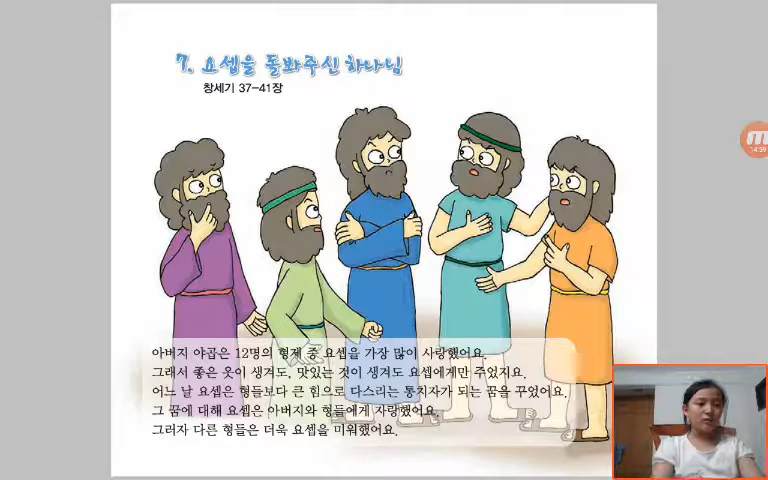 7. 요셉을 돌봐주신 하나님
창세기 37-41장
아버지 야곱은 12명의 형제 중 요셉을 가장 많이 사랑했어요.
그래서 좋은 옷이 생겨도, 맛있는 것이 생겨도 요셉에게만 주었지요.
어느 날 요셉은 형들보다 큰 힘으로 다스리는 통치자가 되는 꿈을 꾸었어요.
그 꿈에 대해 요셉은 아버지와 형들에게 자랑했어요.
그러자 다른 형들은 더욱 요셉을 미워했어요.
14:59